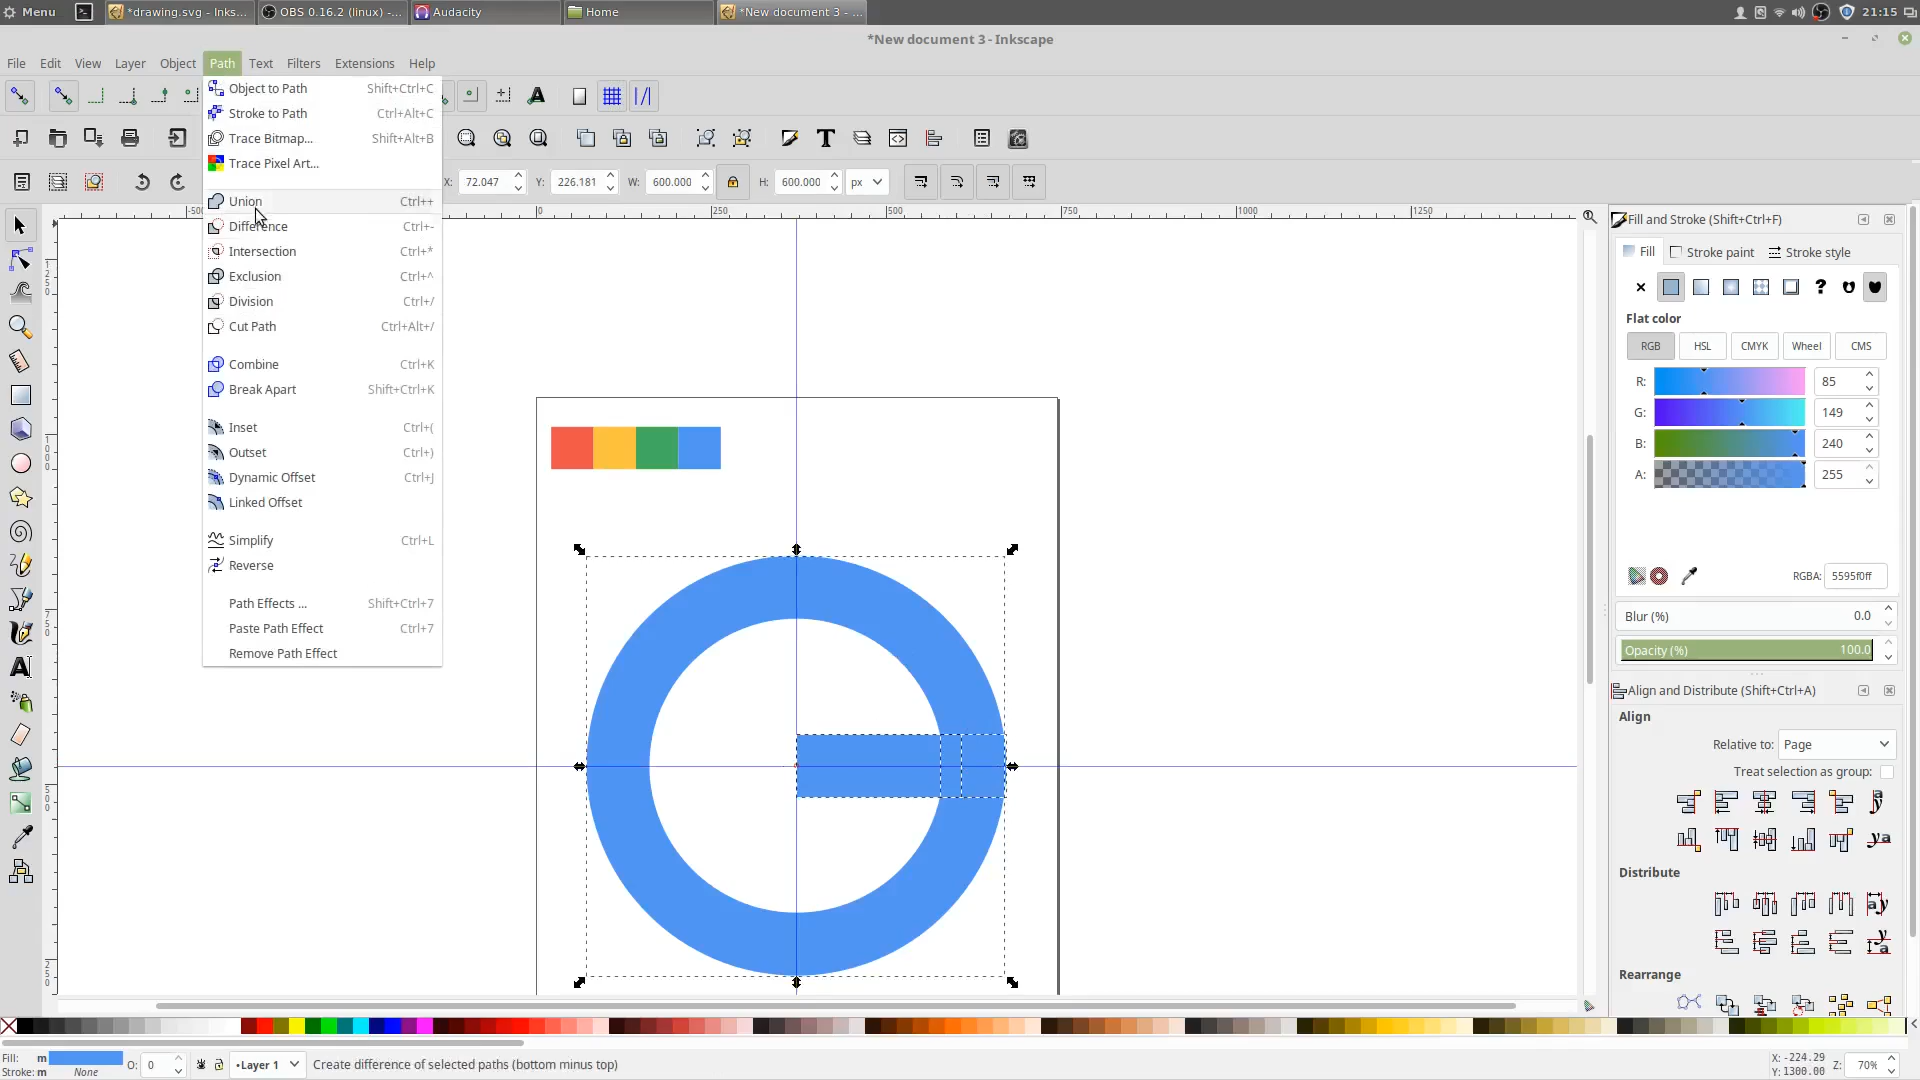 Menu
*drawing.svg - Inks...
OBS 0.16.2 (linux) -...
Audacity
Home
*New document 3 - ...
21:15
*New document 3 - Inkscape
File Edit View Layer Object Path Text Filters Extensions Help
Object to Path Shift+Ctrl+C
Stroke to Path Ctrl+Alt+C
Trace Bitmap... Shift+Alt+B
Trace Pixel Art...
X: 72.047 Y: 226.181 W: 600.000 H: 600.000 px
Union Ctrl++
Difference Ctrl+-
Intersection Ctrl+*
Exclusion Ctrl+^
Division Ctrl+/
Cut Path Ctrl+Alt+/
Combine Ctrl+K
Break Apart Shift+Ctrl+K
Inset Ctrl+(
Outset Ctrl+)
Dynamic Offset Ctrl+J
Linked Offset
Simplify Ctrl+L
Reverse
Path Effects ... Shift+Ctrl+7
Paste Path Effect Ctrl+7
Remove Path Effect
0 250 500 750 1000 1250
Fill and Stroke (Shift+Ctrl+F)
Fill Stroke paint Stroke style
Flat color
RGB HSL CMYK Wheel CMS
R: 85
G: 149
B: 240
A: 255
RGBA: 5595f0ff
Blur (%) 0.0
Opacity (%) 100.0
Align and Distribute (Shift+Ctrl+A)
Align
Relative to: Page
Treat selection as group:
Distribute
Rearrange
Fill: m
Stroke: m None
O: 0
•Layer 1
Create difference of selected paths (bottom minus top)
X: -224.29
Y: 1300.00
Z: 70%